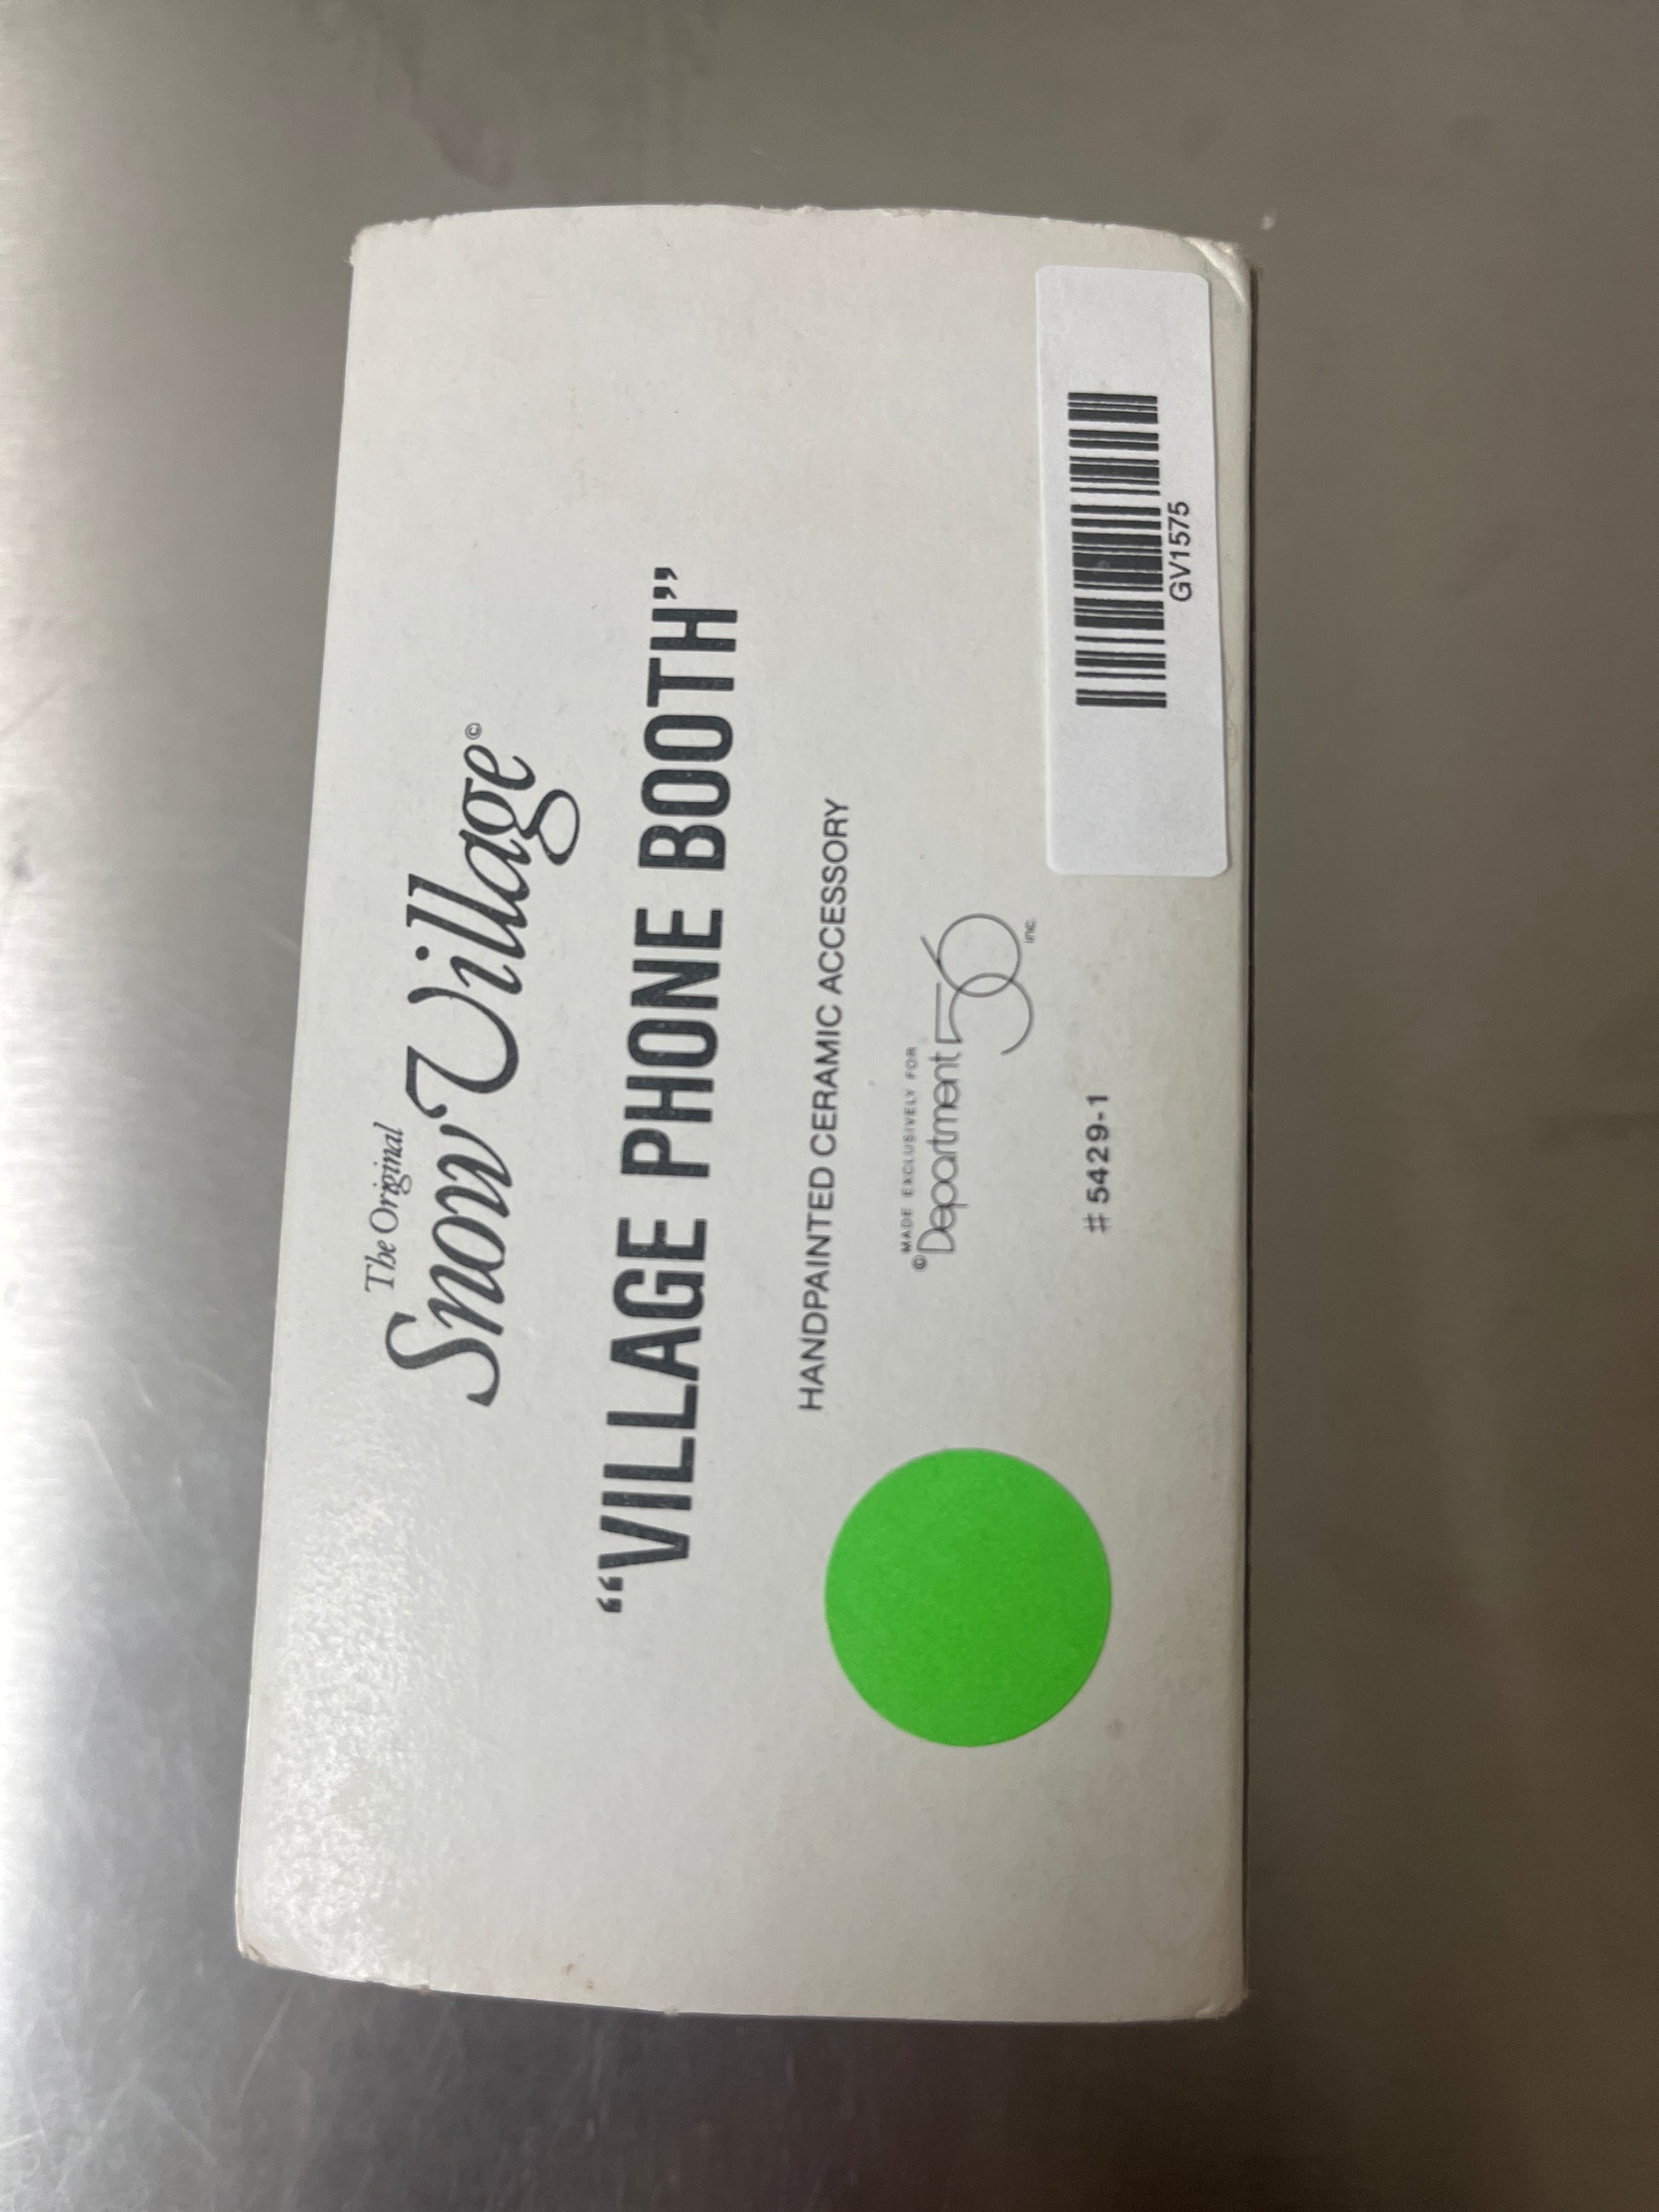 The Original
Snow Village©
“VILLAGE PHONE BOOTH”
HANDPAINTED CERAMIC ACCESSORY
MADE EXCLUSIVELY FOR
©Department 56 inc.
# 5429-1
GV1575